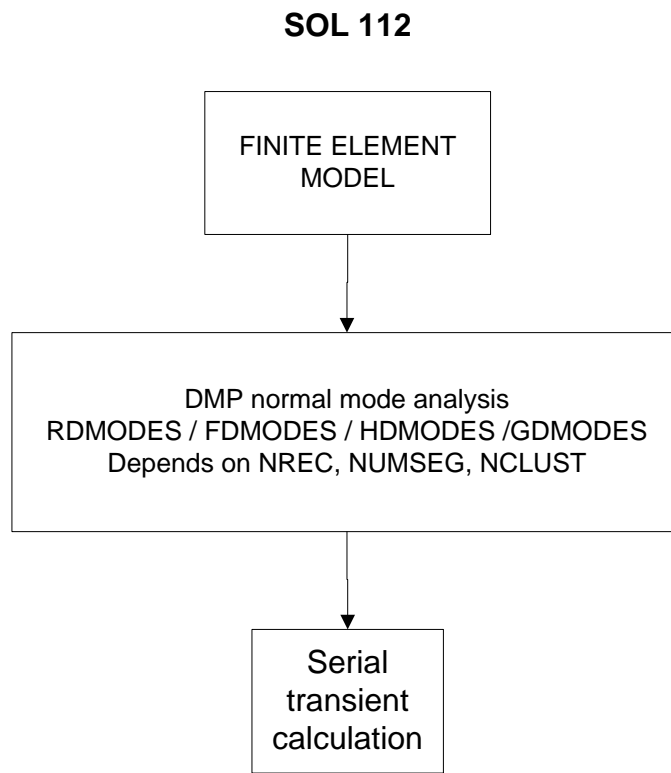 SOL 112
FINITE ELEMENT
MODEL
DMP normal mode analysis
RDMODES / FDMODES / HDMODES /GDMODES
Depends on NREC, NUMSEG, NCLUST
Serial
transient
calculation